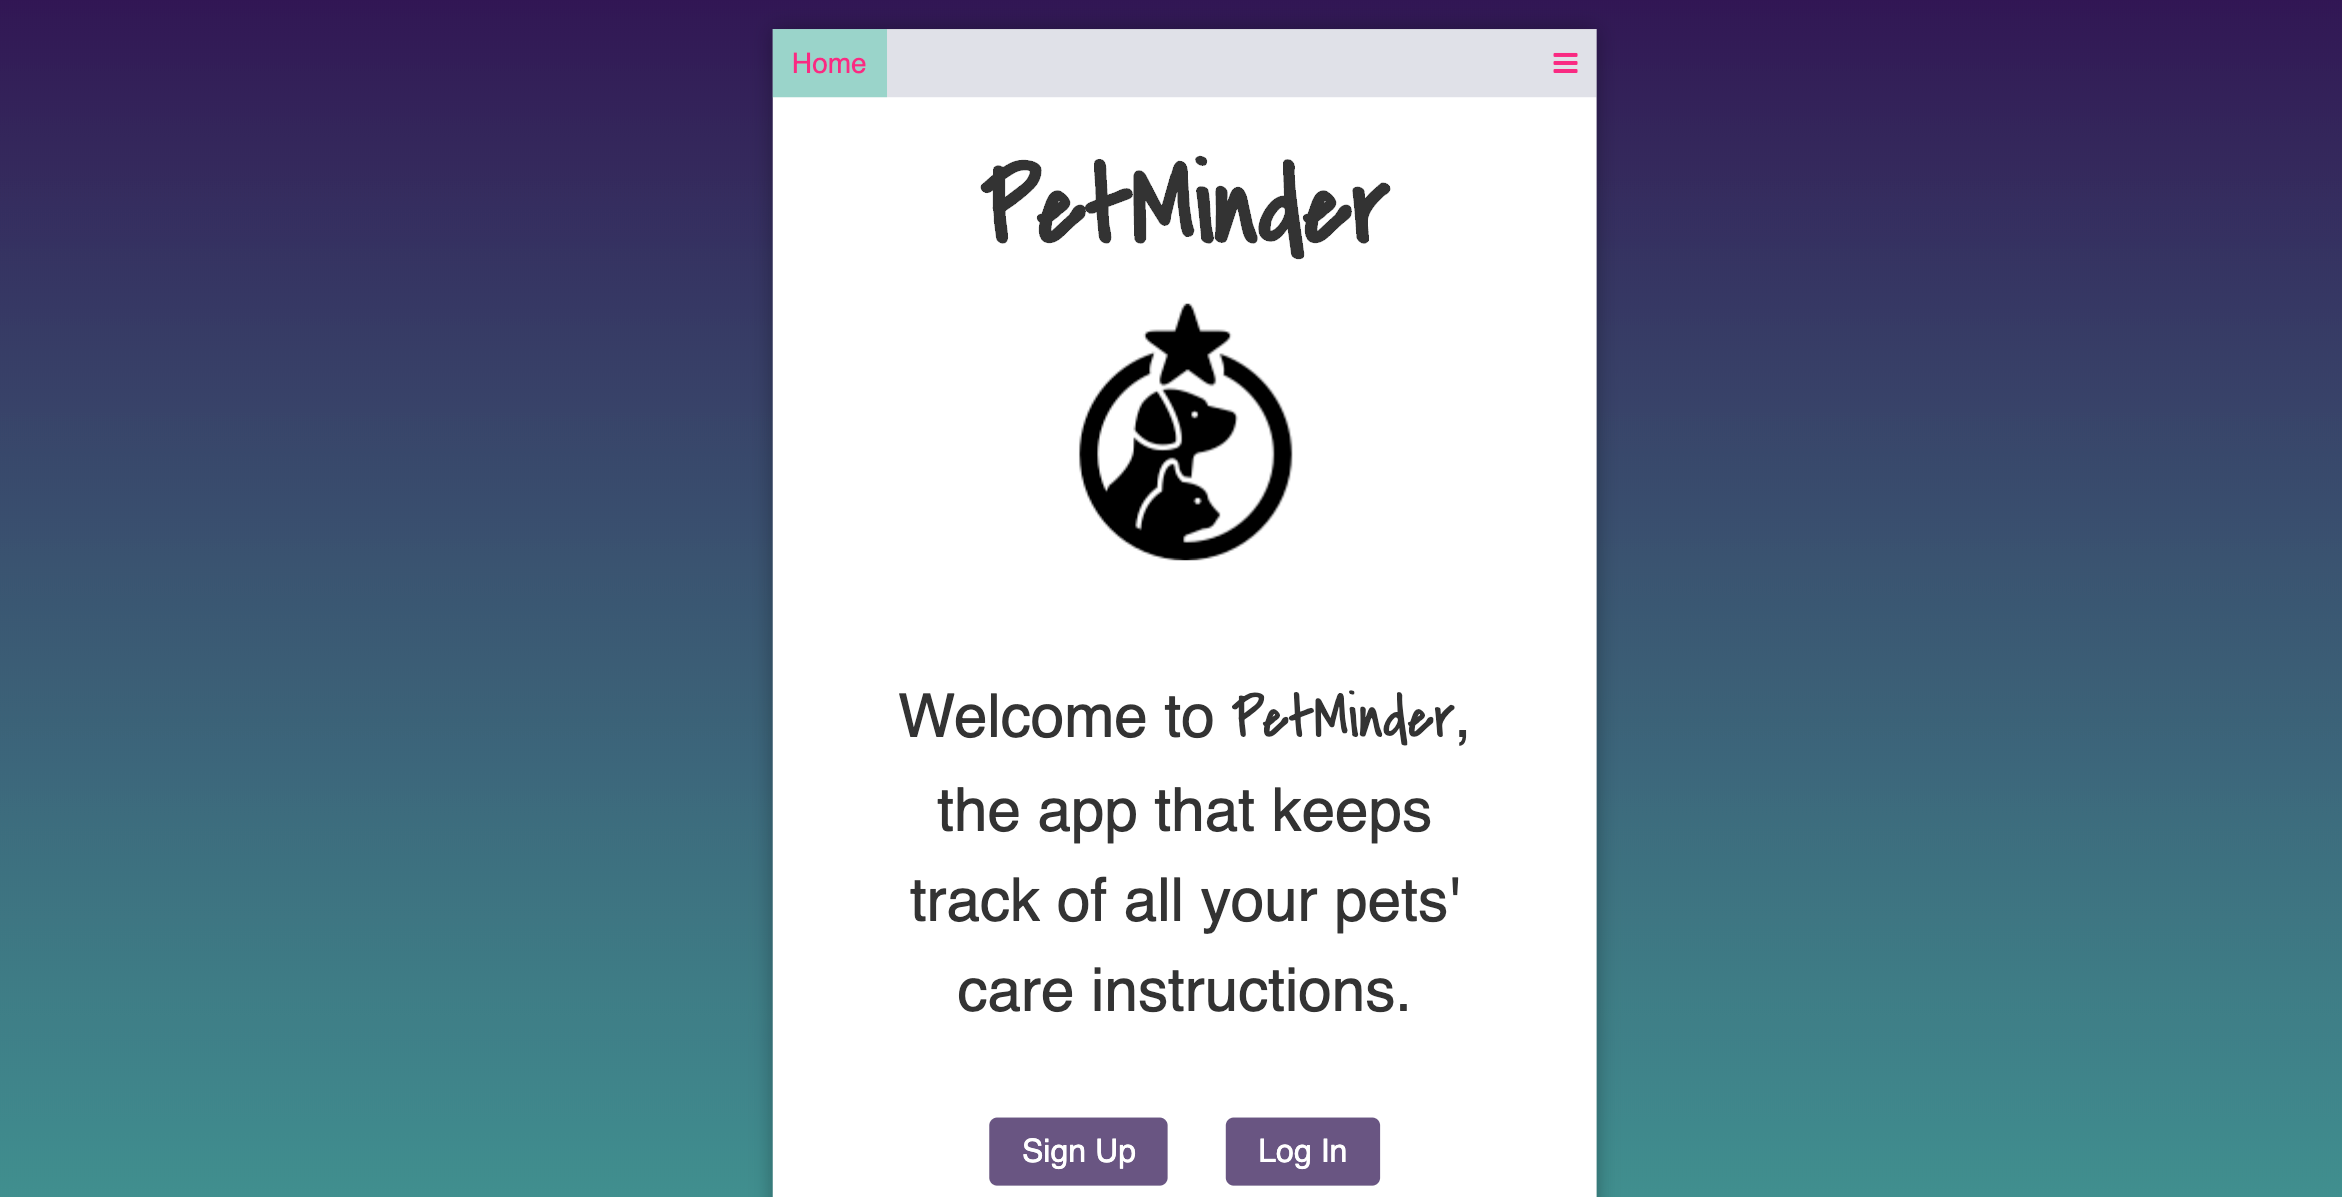 Home
PetMinder
Welcome to PetMinder,
the app that keeps
track of all your pets'
care instructions.
Sign Up
Log In